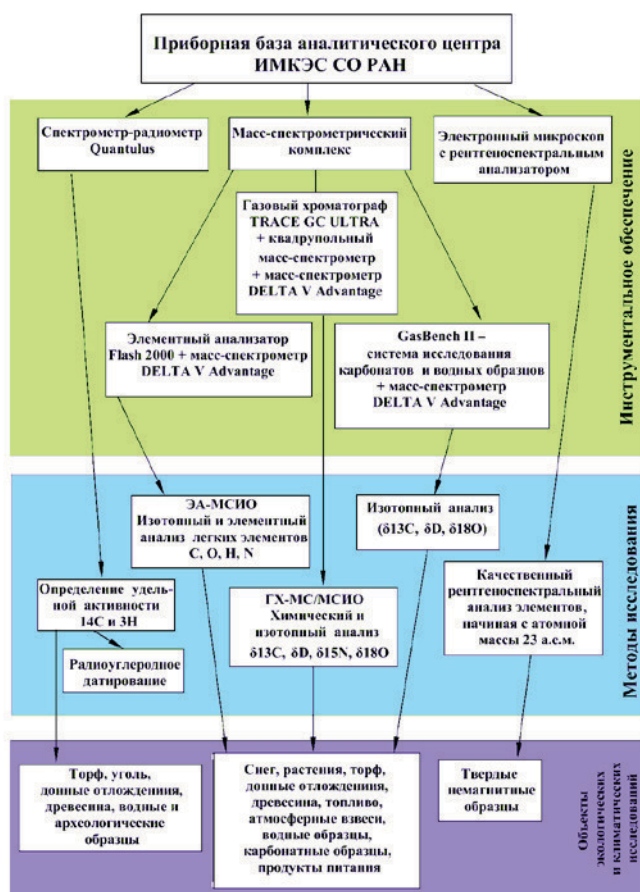 Приборная база аналитического центра
ИМКЭС СО РАН
Спектрометр-радиометр
Quantulus
Масс-спектрометрический
комплекс
Электронный микроскоп
с рентгеноспектральным
анализатором
Газовый хроматограф
TRACE GC ULTRA
+ квадрупольный
масс-спектрометр
+ масс-спектрометр
DELTA V Advantage
Элементный анализатор
Flash 2000 + масс-спектрометр
DELTA V Advantage
GasBench II –
система исследования
карбонатов и водных образцов
+ масс-спектрометр
DELTA V Advantage
Инструментальное обеспечение
ЭА-МСИО
Изотопный и элементный
анализ легких элементов
C, O, H, N
Изотопный анализ
(δ13C, δD, δ18O)
Определение удель-
ной активности
14C и 3H
Радиоуглеродное
датирование
ГХ-МС/МСИО
Химический и
изотопный анализ
δ13C, δD, δ15N, δ18O
Качественный
рентгеноспектральный
анализ элементов,
начиная с атомной
массы 23 а.с.м.
Методы исследования
Торф, уголь,
донные отложденния,
древесина, водные и
археологические
образцы
Снег, растения, торф,
донные отложденния,
древесина, топливо,
атмосферные взвеси,
водные образцы,
карбонатные образцы,
продукты питания
Твердые
немагнитные
образцы
Объекты
экологических
и климатических
исследований